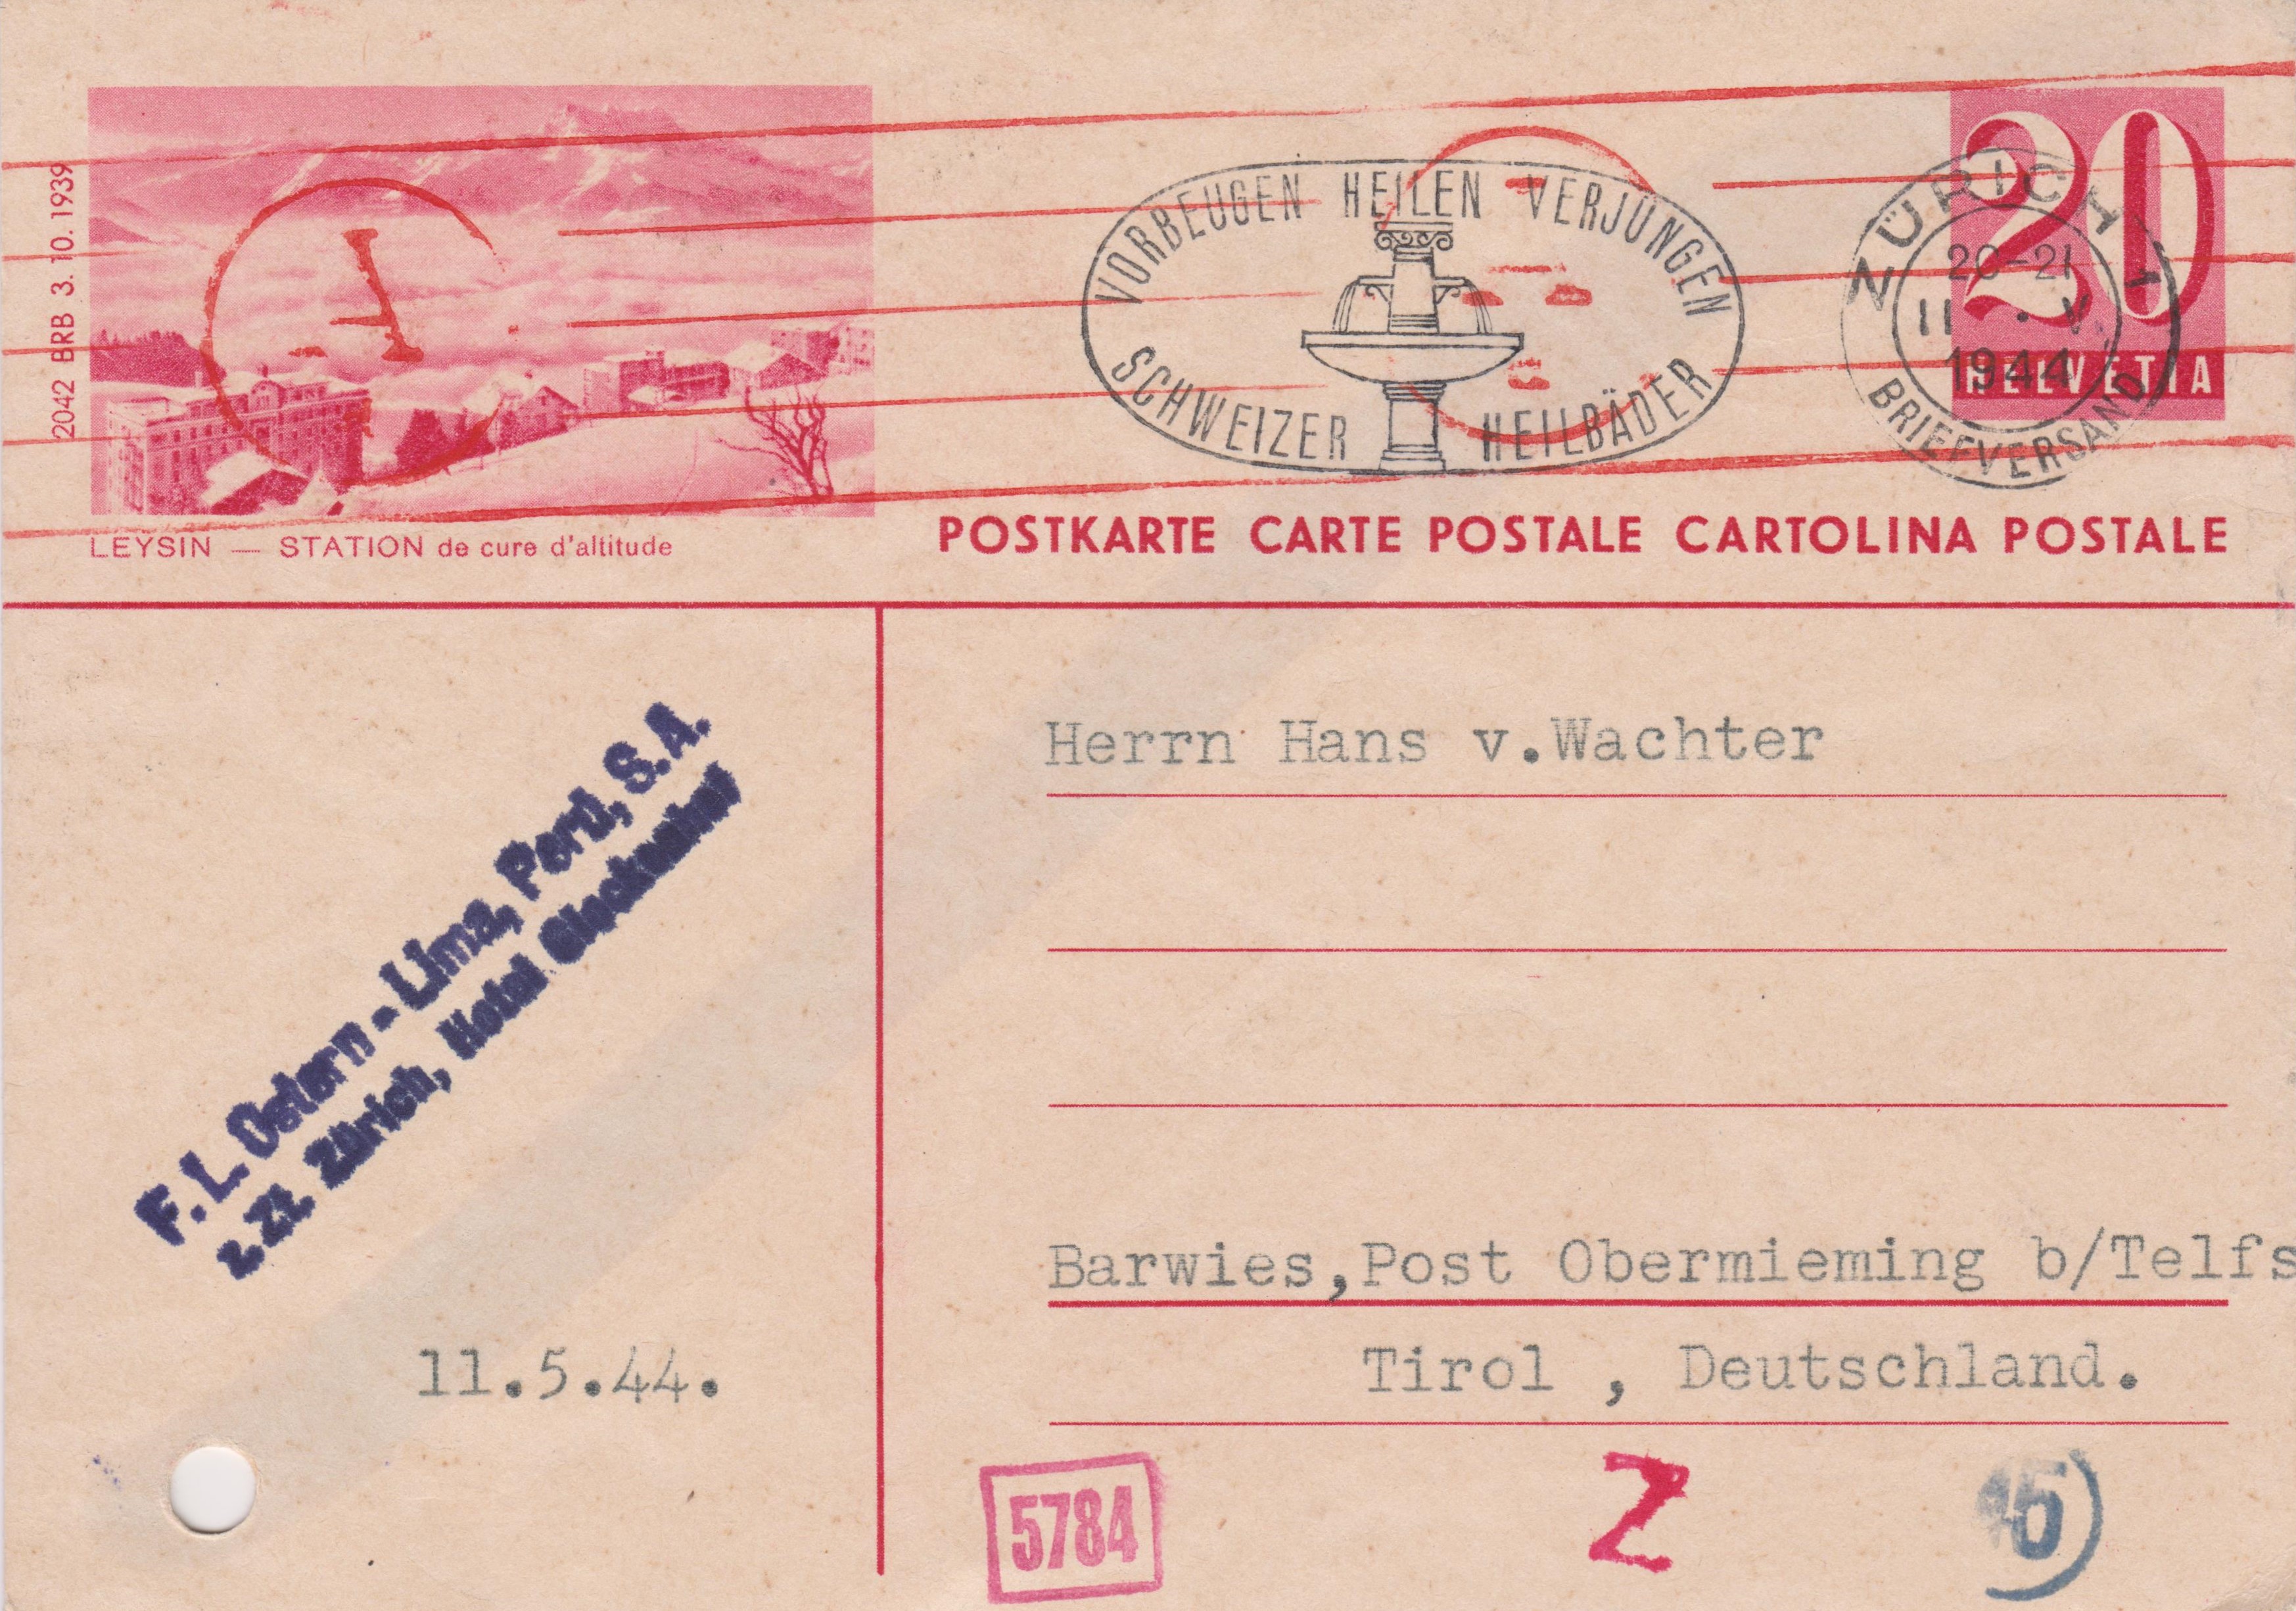 2042 BRB 3. 10. 1939
LEYSIN — STATION de cure d'altitude
VORBEUGEN HEILEN VERJÜNGEN
SCHWEIZER HEILBÄDER
20
HELVETIA
ZÜRICH 1
20-21
11 . V.
1944
BRIEFVERSAND
POSTKARTE CARTE POSTALE CARTOLINA POSTALE
F. L. Ostern - Lima, Perú, S.A.
z. Zt. Zürich, Hotel Glockenhof
11.5.44.
Herrn Hans v.Wachter
Barwies,Post Obermieming b/Telfs
Tirol , Deutschland.
5784
Z